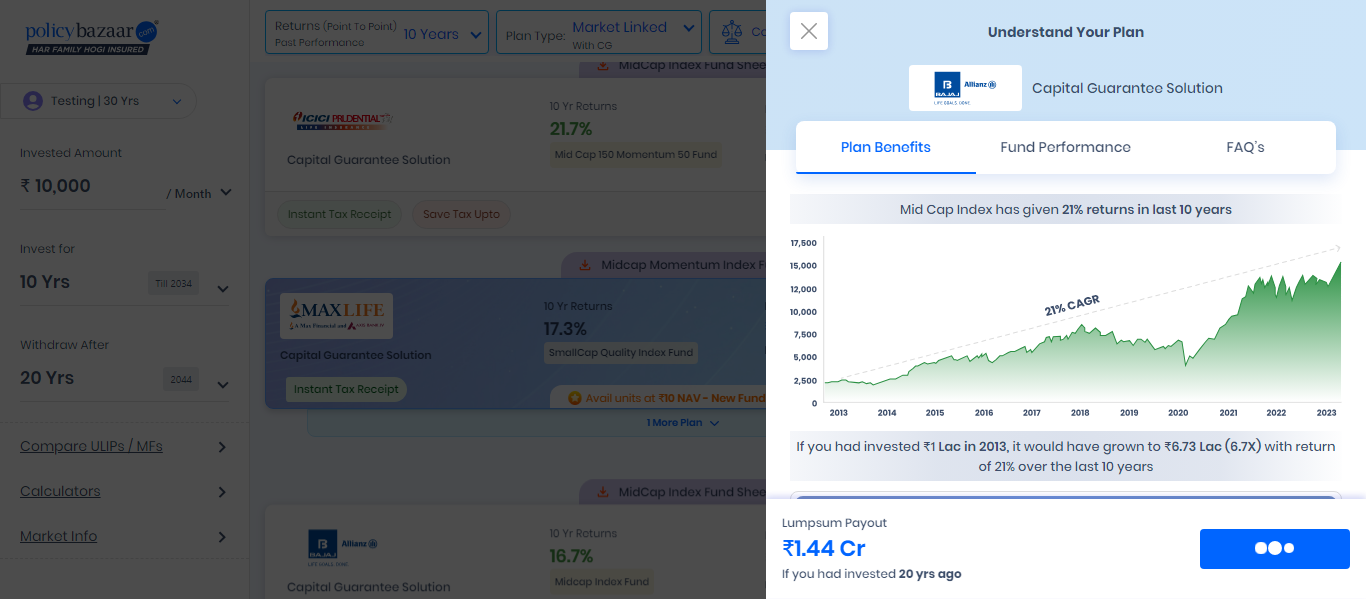 policybazaar.com
HAR FAMILY HOGI INSURED
Testing | 30 Yrs
Invested Amount
₹ 10,000
/ Month
Invest for
10 Yrs
Till 2034
Withdraw After
20 Yrs
2044
Compare ULIPs / MFs
Calculators
Market Info
Returns (Point To Point)
Past Performance
10 Years
Plan Type:
Market Linked
With CG
Co
MidCap Index Fund Shee
ICICI PRUDENTIAL
LIFE INSURANCE
Capital Guarantee Solution
10 Yr Returns
21.7%
Mid Cap 150 Momentum 50 Fund
Instant Tax Receipt
Save Tax Upto
Midcap Momentum Index F
MAX LIFE
A Max Financial and AXIS BANK JV
Capital Guarantee Solution
10 Yr Returns
17.3%
SmallCap Quality Index Fund
Instant Tax Receipt
Avail units at ₹10 NAV - New Fund
1 More Plan
MidCap Index Fund Shee
BAJAJ Allianz
LIFE GOALS. DONE.
Capital Guarantee Solution
10 Yr Returns
16.7%
Midcap Index Fund
Understand Your Plan
BAJAJ Allianz
LIFE GOALS. DONE.
Capital Guarantee Solution
Plan Benefits
Fund Performance
FAQ's
Mid Cap Index has given 21% returns in last 10 years
17,500
15,000
12,000
10,000
7,500
5,000
2,500
0
21% CAGR
2013 2014 2015 2016 2017 2018 2019 2020 2021 2022 2023
If you had invested ₹1 Lac in 2013, it would have grown to ₹6.73 Lac (6.7X) with return
of 21% over the last 10 years
Lumpsum Payout
₹1.44 Cr
If you had invested 20 yrs ago